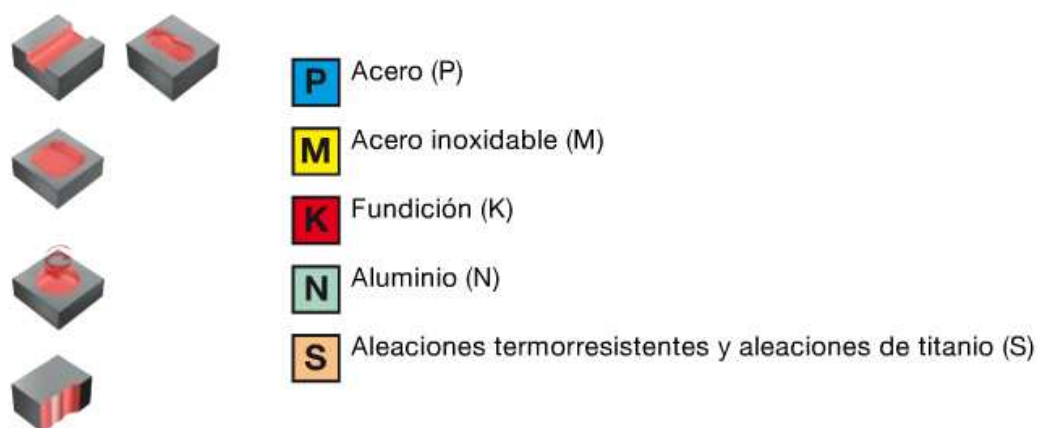 P Acero (P)
M Acero inoxidable (M)
K Fundición (K)
N Aluminio (N)
S Aleaciones termorresistentes y aleaciones de titanio (S)